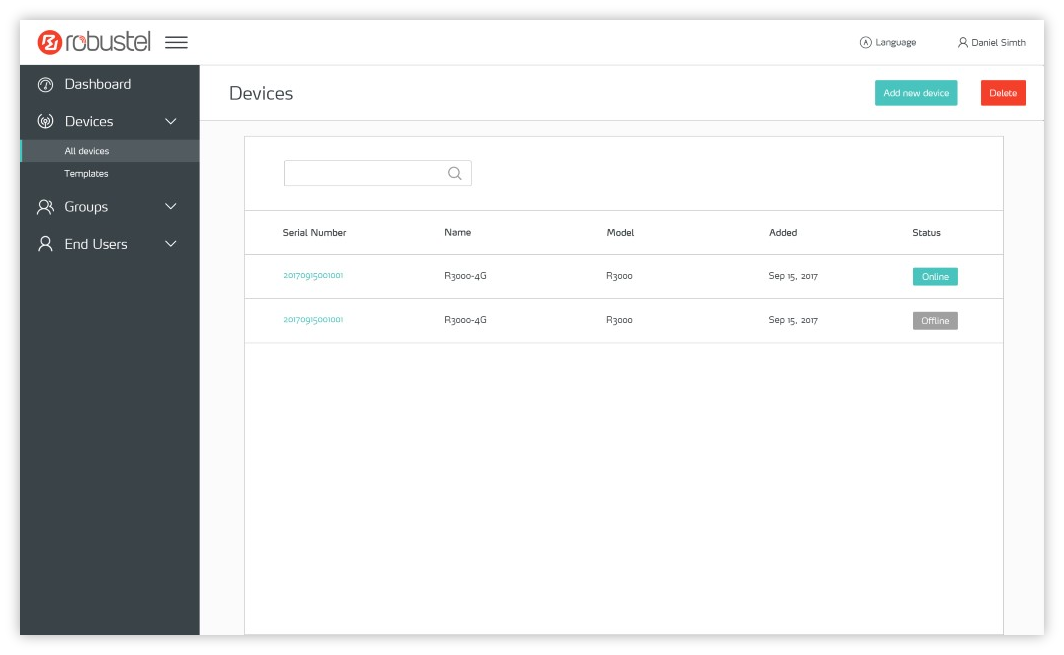 robustel
Language
Daniel Simth
Dashboard
Devices
All devices
Templates
Groups
End Users
Devices
Add new device
Delete
Serial Number Name Model Added Status
20170915001001 R3000-4G R3000 Sep 15, 2017 Online
20170915001001 R3000-4G R3000 Sep 15, 2017 Offline